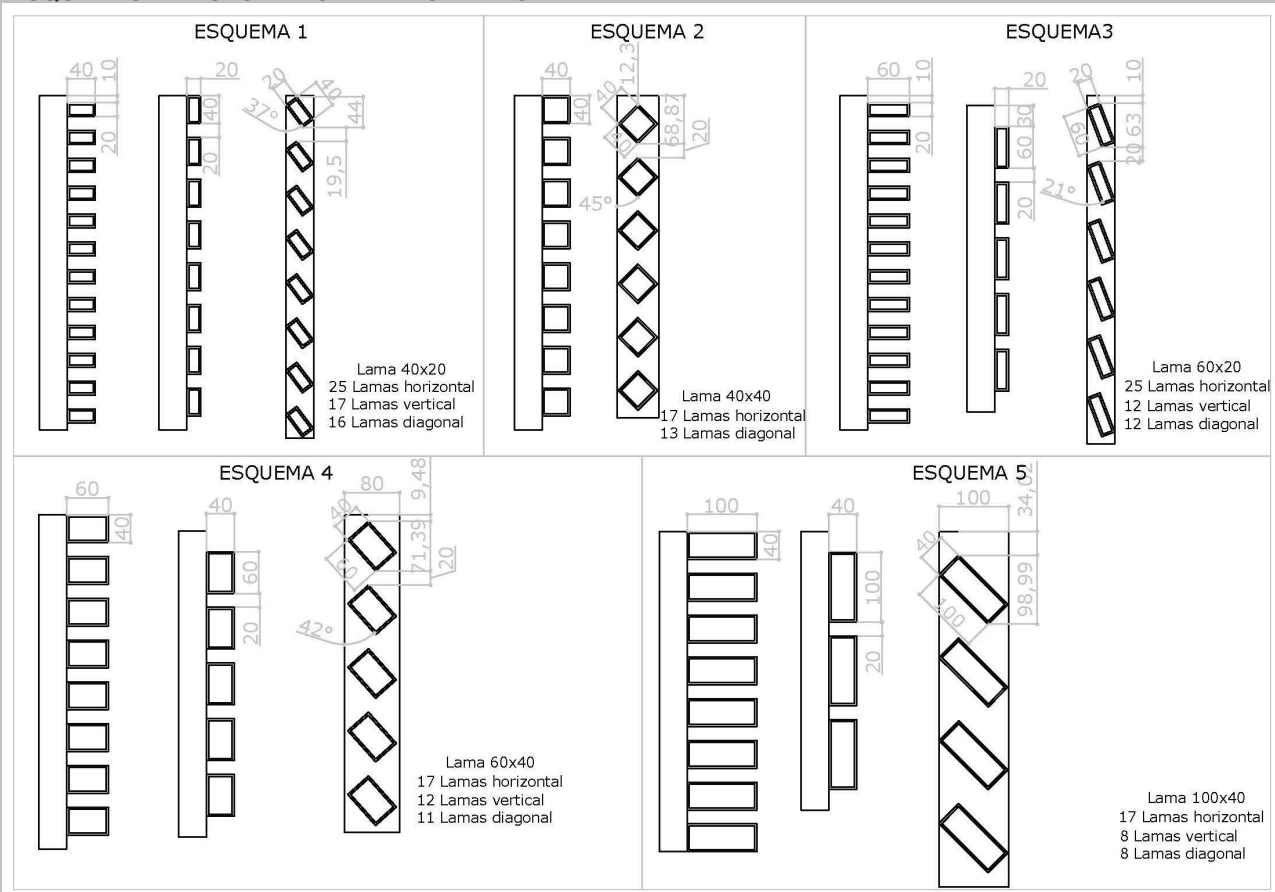 ESQUEMA 1
40
10
20
20
40
20
20
40
37°
44
19,5
Lama 40x20
25 Lamas horizontal
17 Lamas vertical
16 Lamas diagonal
ESQUEMA 2
40
40
12,3
40
68,87
20
45°
Lama 40x40
17 Lamas horizontal
13 Lamas diagonal
ESQUEMA3
60
10
20
20
30
60
20
20
10
60
63
20
21°
Lama 60x20
25 Lamas horizontal
12 Lamas vertical
12 Lamas diagonal
ESQUEMA 4
60
40
40
60
20
80
9,48
40
71,39
60
20
42°
Lama 60x40
17 Lamas horizontal
12 Lamas vertical
11 Lamas diagonal
ESQUEMA 5
100
40
40
100
20
100
34,02
40
100
98,99
Lama 100x40
17 Lamas horizontal
8 Lamas vertical
8 Lamas diagonal